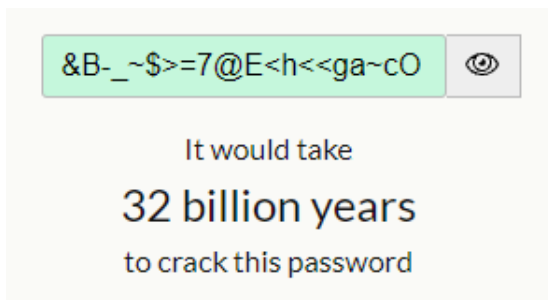 &B-_~$>=7@E<h<<ga~cO
It would take
32 billion years
to crack this password